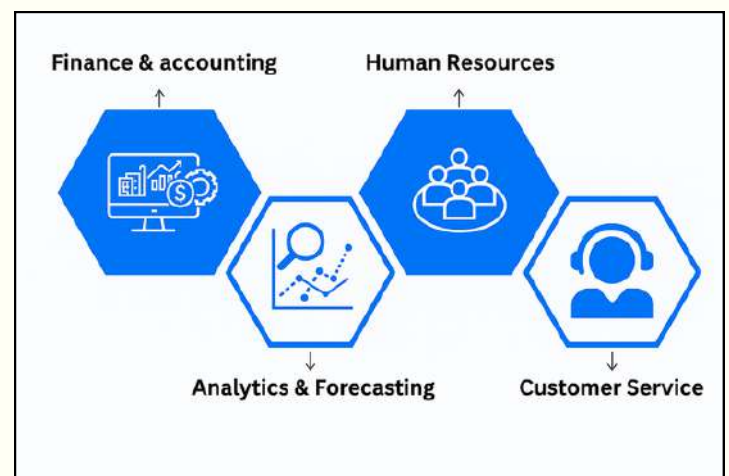 Finance & accounting
Human Resources
$
Analytics & Forecasting
Customer Service